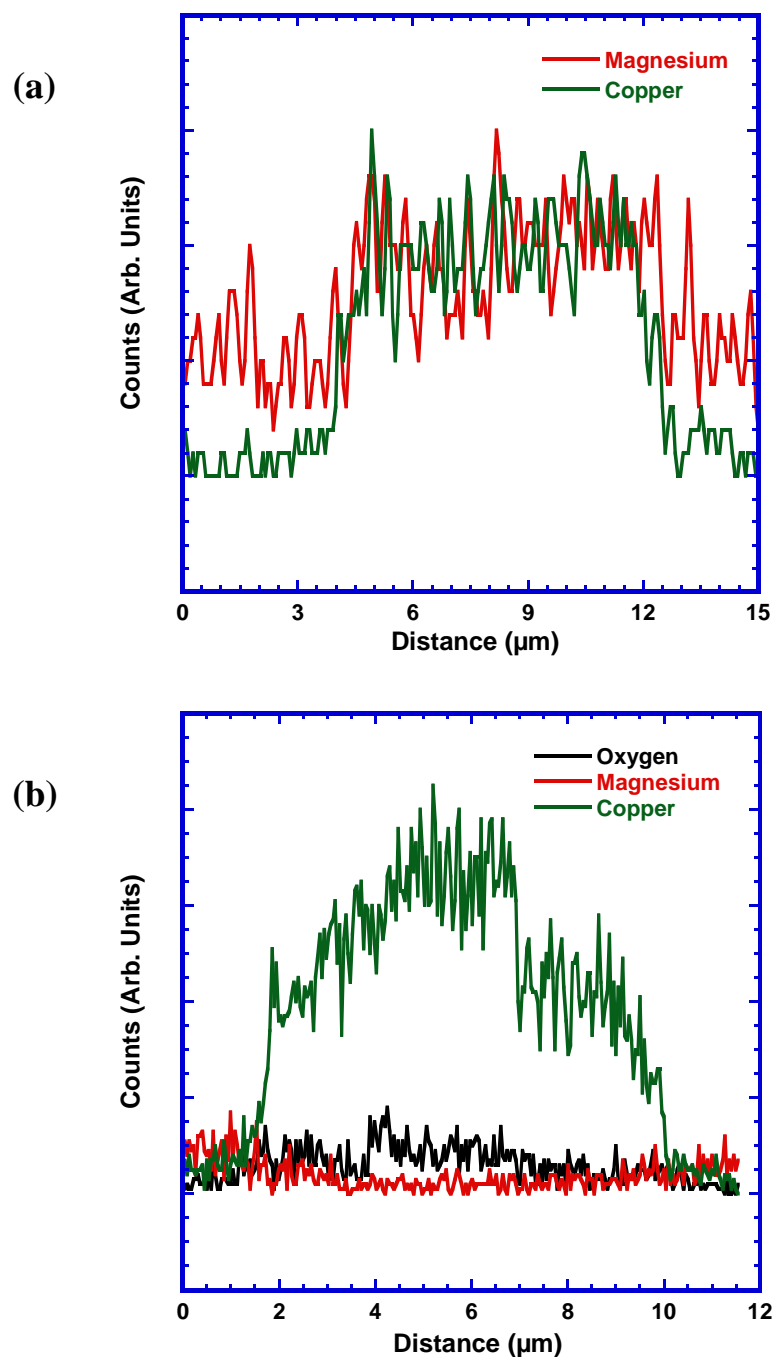 (a)
Magnesium
Copper
Counts (Arb. Units)
0 3 6 9 12 15
Distance (µm)
(b)
Oxygen
Magnesium
Copper
Counts (Arb. Units)
0 2 4 6 8 10 12
Distance (µm)